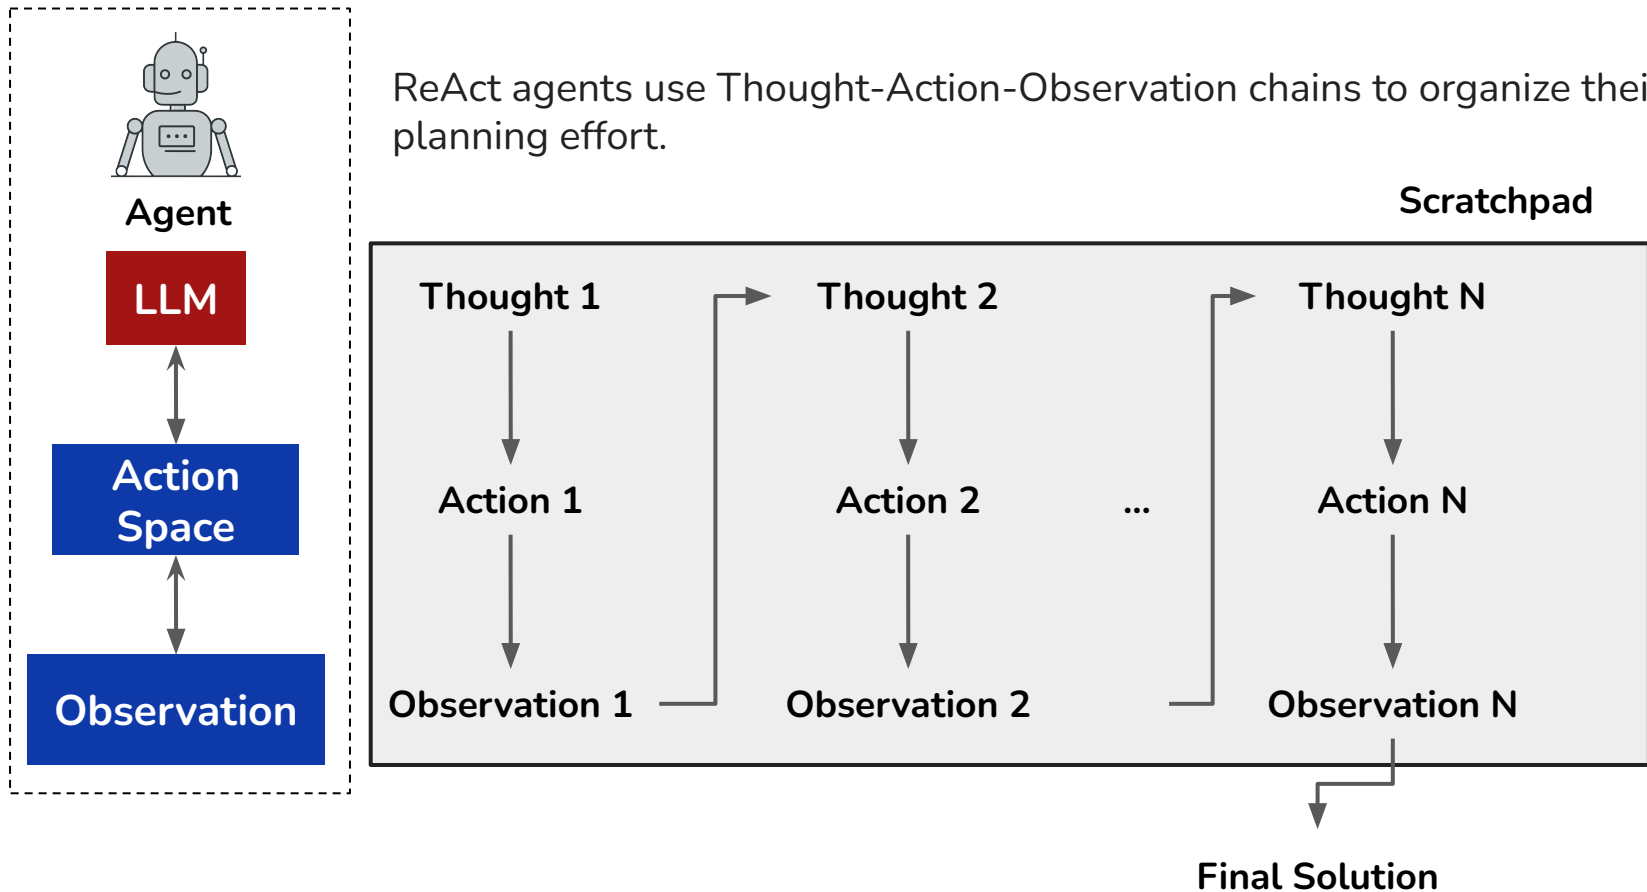 ReAct agents use Thought-Action-Observation chains to organize thei
planning effort.
Agent
LLM
Action
Space
Observation
Scratchpad
Thought 1
Thought 2
Thought N
Action 1
Action 2
...
Action N
Observation 1
Observation 2
Observation N
Final Solution